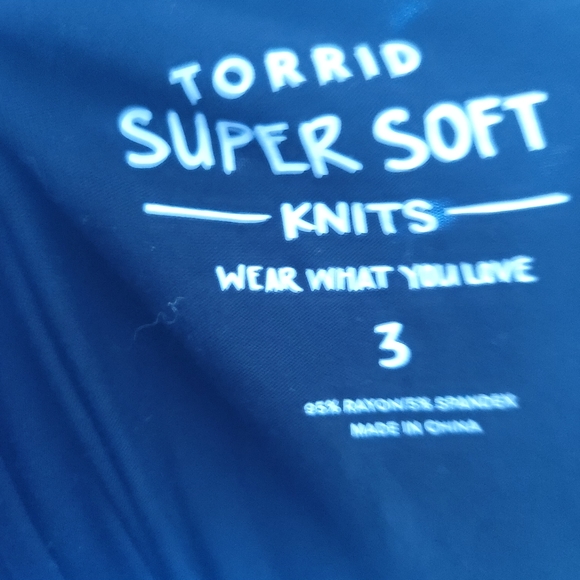 TORRID
SUPER SOFT
KNITS
WEAR WHAT YOU LOVE
3
95% RAYON/5% SPANDEX
MADE IN CHINA